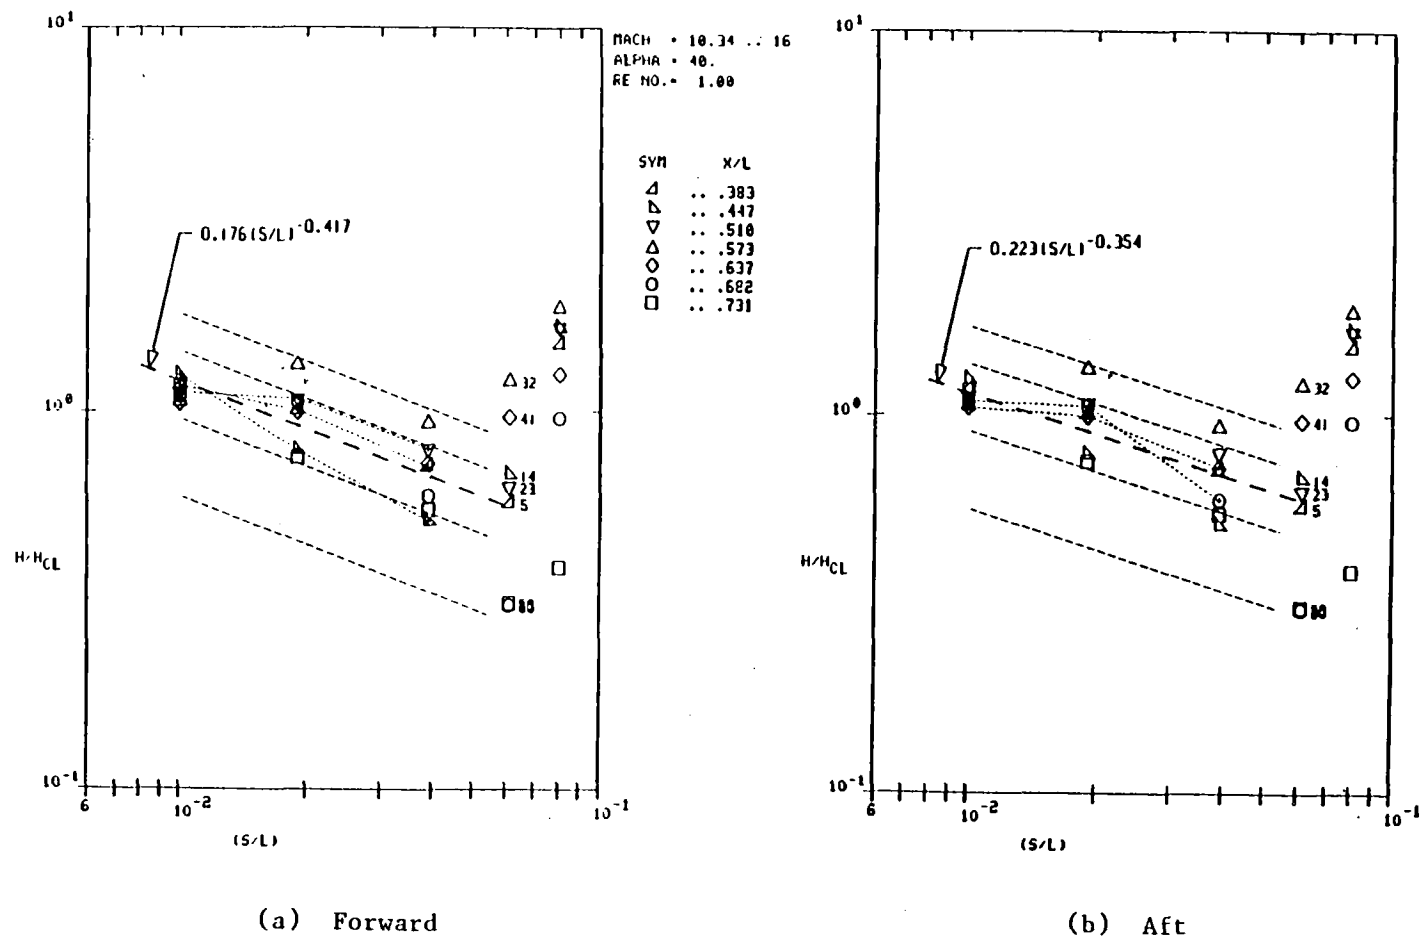 10¹
MACH • 10.34 .. 16
ALPHA • 40.
RE NO.• 1.00
SYM X/L
.. .383
.. .447
.. .510
.. .573
.. .637
.. .682
.. .731
0.176(S/L)^-0.417
32
10⁰
41
14
23
5
H/H_CL
10⁻¹
6
10⁻²
10⁻¹
(S/L)
(a) Forward
10¹
0.223(S/L)^-0.354
32
10⁰
41
14
23
5
H/H_CL
10⁻¹
6
10⁻²
10⁻¹
(S/L)
(b) Aft